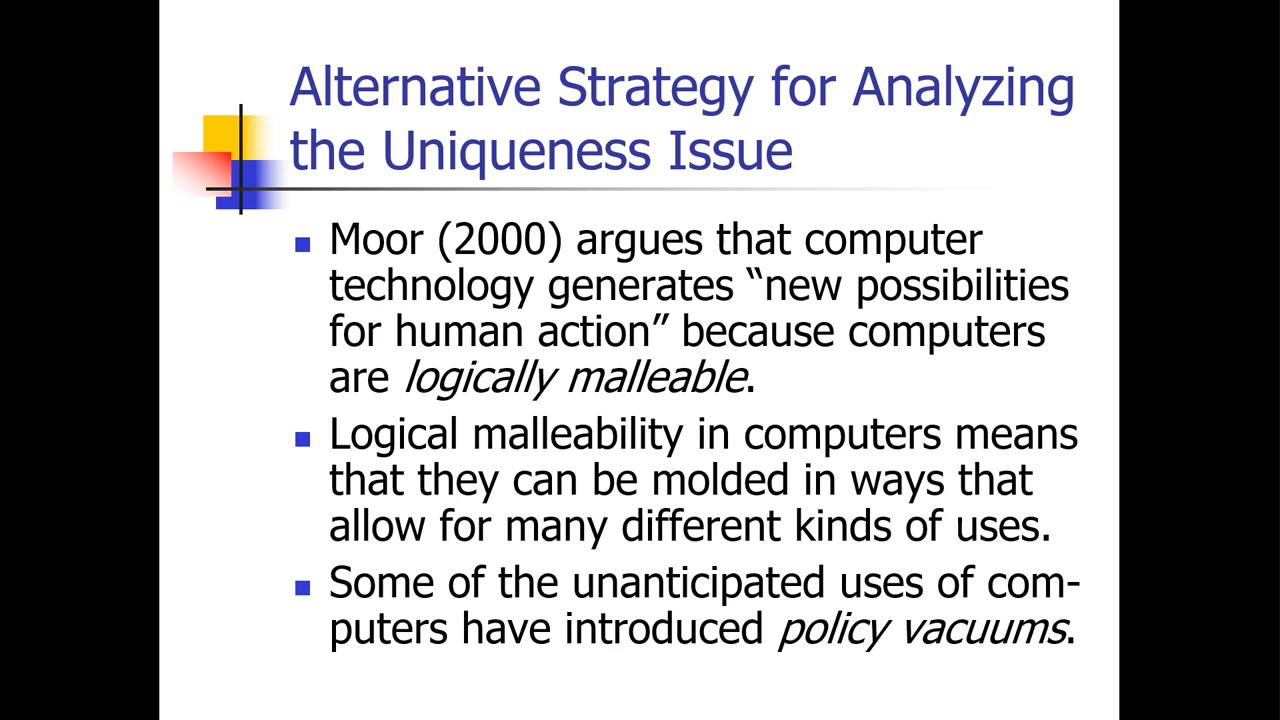 Alternative Strategy for Analyzing
the Uniqueness Issue
Moor (2000) argues that computer
technology generates “new possibilities
for human action” because computers
are logically malleable.
Logical malleability in computers means
that they can be molded in ways that
allow for many different kinds of uses.
Some of the unanticipated uses of com-
puters have introduced policy vacuums.